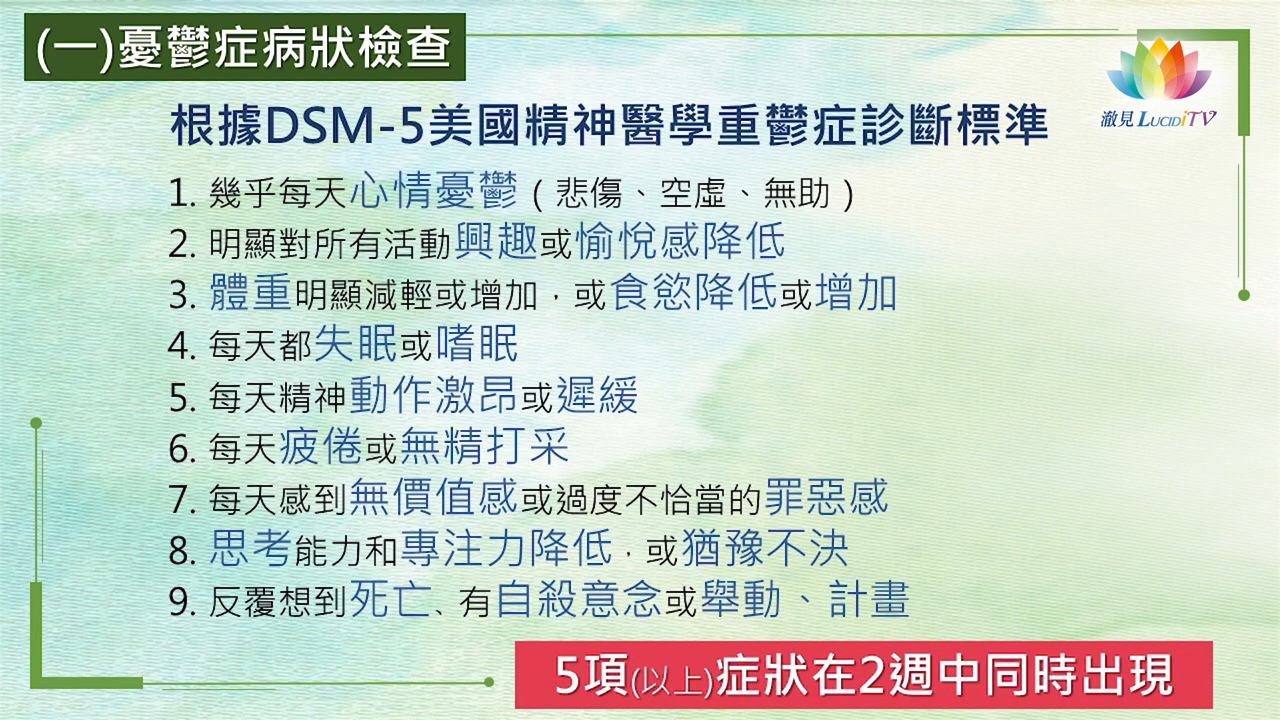 (一)憂鬱症病狀檢查
澈見 LUCIDiTV
根據DSM-5美國精神醫學重鬱症診斷標準
1. 幾乎每天心情憂鬱(悲傷、空虛、無助)
2. 明顯對所有活動興趣或愉悅感降低
3. 體重明顯減輕或增加，或食慾降低或增加
4. 每天都失眠或嗜眠
5. 每天精神動作激昂或遲緩
6. 每天疲倦或無精打采
7. 每天感到無價值感或過度不恰當的罪惡感
8. 思考能力和專注力降低，或猶豫不決
9. 反覆想到死亡、有自殺意念或舉動、計畫
5項(以上)症狀在2週中同時出現